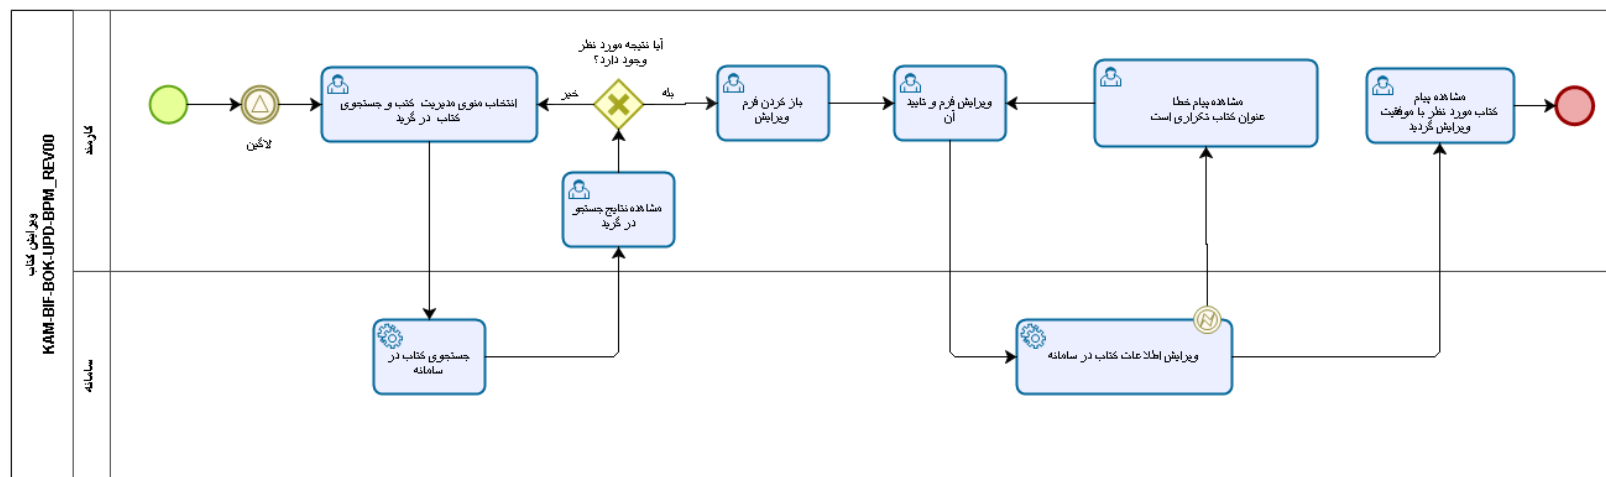 ویرایش کتاب
KAM-BIF-BOK-UPD-BPM_REV00
کارمند
سامانه
لاگین
انتخاب منوی مدیریت کتب و جستجوی
کتاب در گرید
جستجوی کتاب در
سامانه
مشاهده نتایج جستجو
در گرید
آیا نتیجه مورد نظر
وجود دارد؟
خیر
بله
باز کردن فرم
ویرایش
ویرایش فرم و تایید
آن
ویرایش اطلاعات کتاب در سامانه
مشاهده پیام خطا
عنوان کتاب تکراری است
مشاهده پیام
کتاب مورد نظر با موفقیت
ویرایش گردید